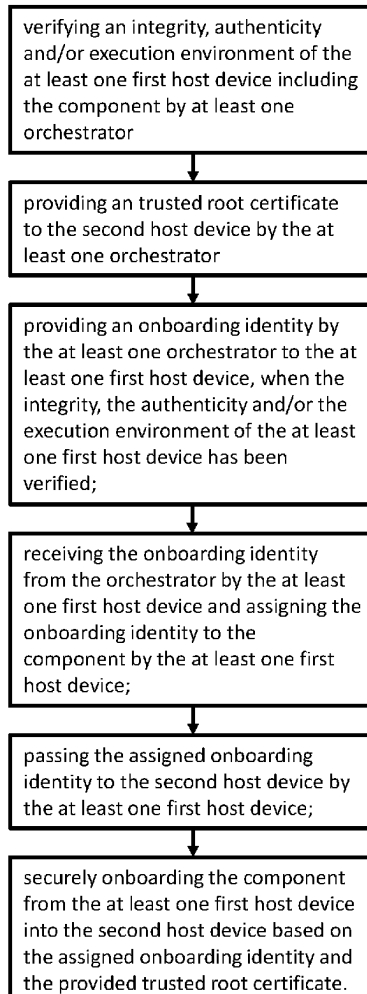 verifying an integrity, authenticity
and/or execution environment of the
at least one first host device including
the component by at least one
orchestrator
providing an trusted root certificate
to the second host device by the at
least one orchestrator
providing an onboarding identity by
the at least one orchestrator to the at
least one first host device, when the
integrity, the authenticity and/or the
execution environment of the at least
one first host device has been
verified;
receiving the onboarding identity
from the orchestrator by the at least
one first host device and assigning the
onboarding identity to the
component by the at least one first
host device;
passing the assigned onboarding
identity to the second host device by
the at least one first host device;
securely onboarding the component
from the at least one first host device
into the second host device based on
the assigned onboarding identity and
the provided trusted root certificate.